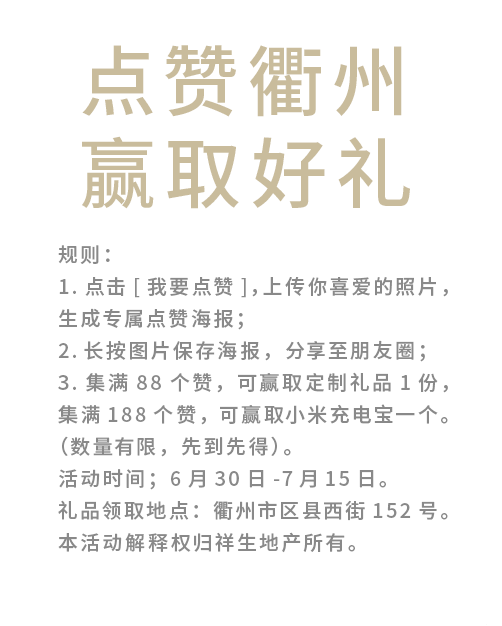 点赞衢州
赢取好礼
规则：
1. 点击 [ 我要点赞 ]，上传你喜爱的照片，
生成专属点赞海报；
2. 长按图片保存海报，分享至朋友圈；
3. 集满 88 个赞，可赢取定制礼品 1 份，
集满 188 个赞，可赢取小米充电宝一个。
（数量有限，先到先得）。
活动时间；6 月 30 日 -7 月 15 日。
礼品领取地点：衢州市区县西街 152 号。
本活动解释权归祥生地产所有。